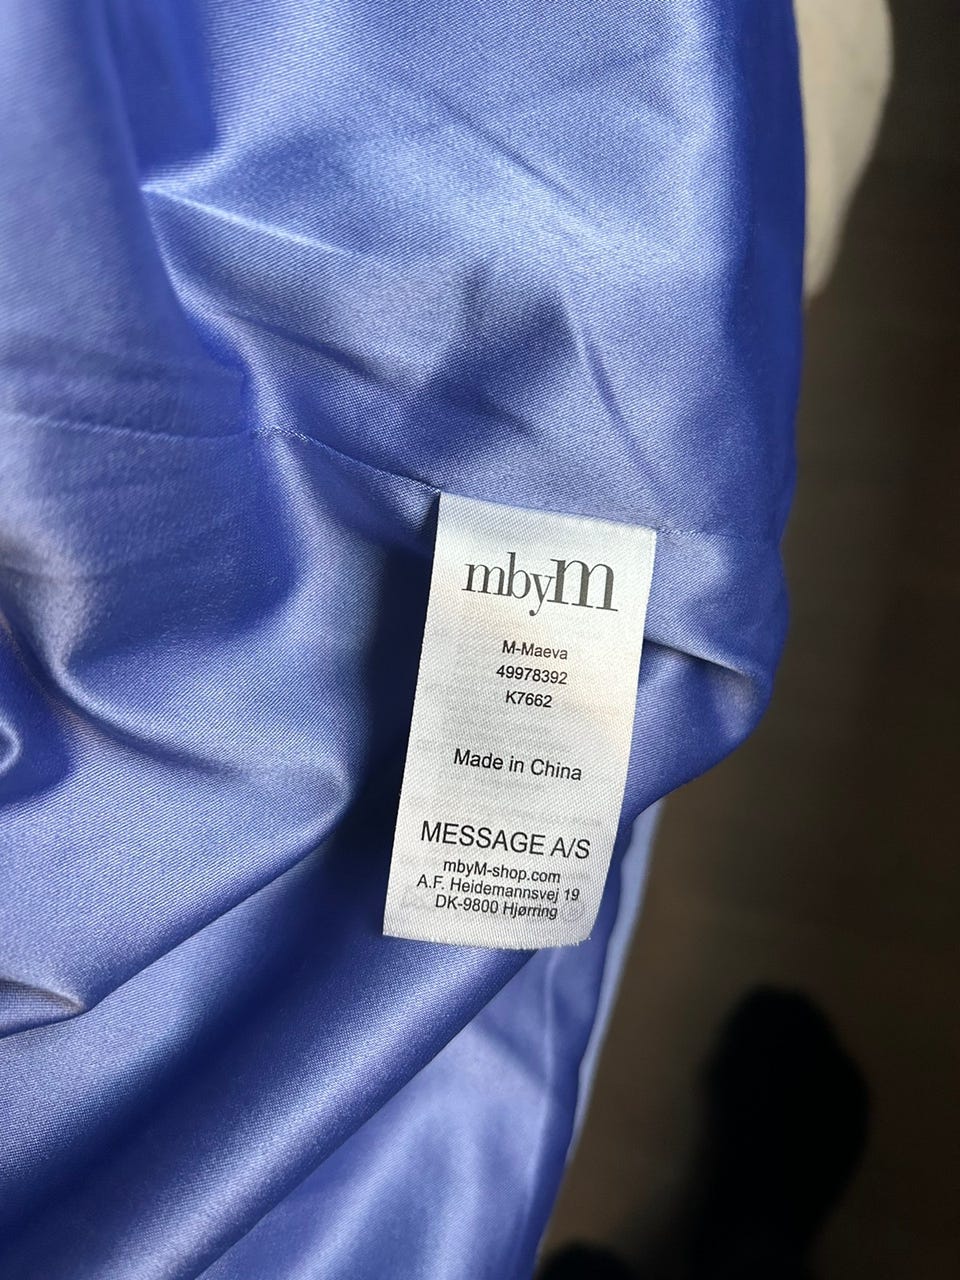 mbyM
M-Maeva
49978392
K7662
Made in China
MESSAGE A/S
mbyM-shop.com
A.F. Heidemannsvej 19
DK-9800 Hjørring